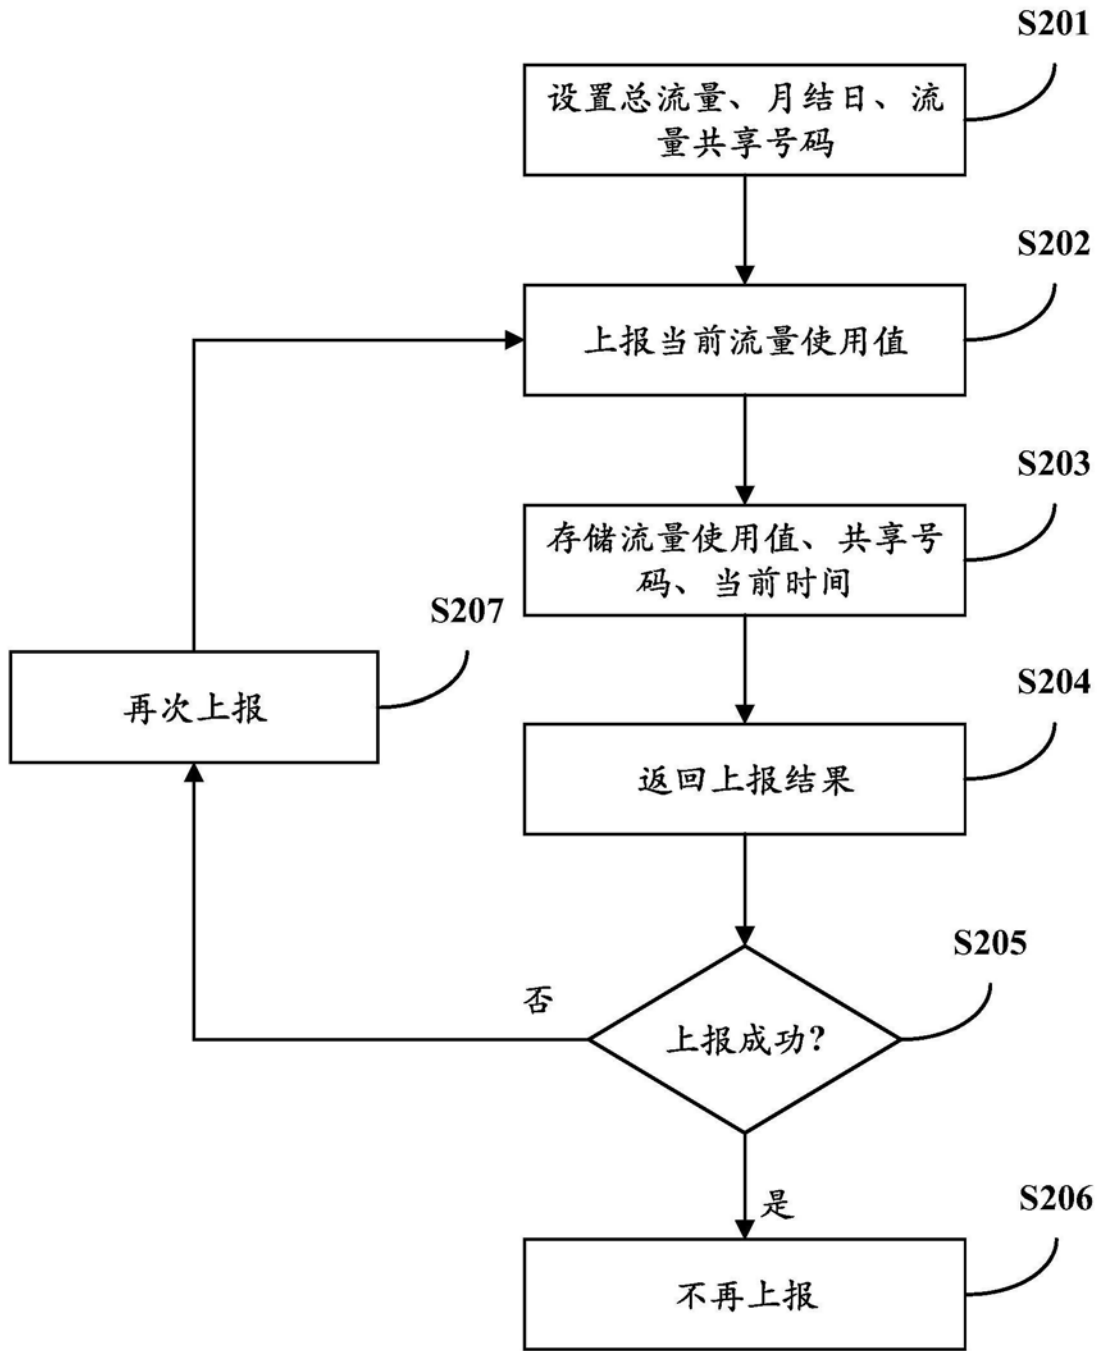 S201
设置总流量、月结日、流
量共享号码
S202
上报当前流量使用值
S203
存储流量使用值、共享号
码、当前时间
S207
再次上报
S204
返回上报结果
S205
否
上报成功?
是
S206
不再上报